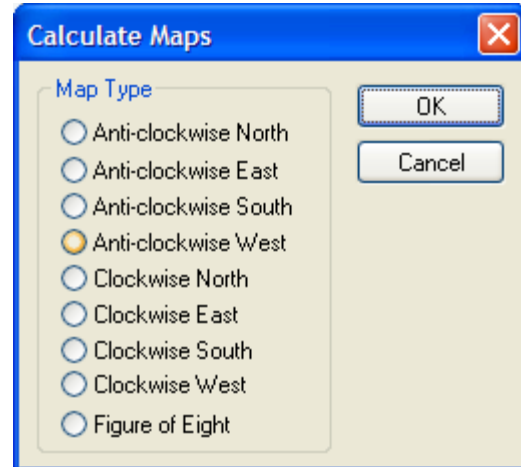 Calculate Maps
Map Type
Anti-clockwise North
Anti-clockwise East
Anti-clockwise South
Anti-clockwise West
Clockwise North
Clockwise East
Clockwise South
Clockwise West
Figure of Eight
OK
Cancel